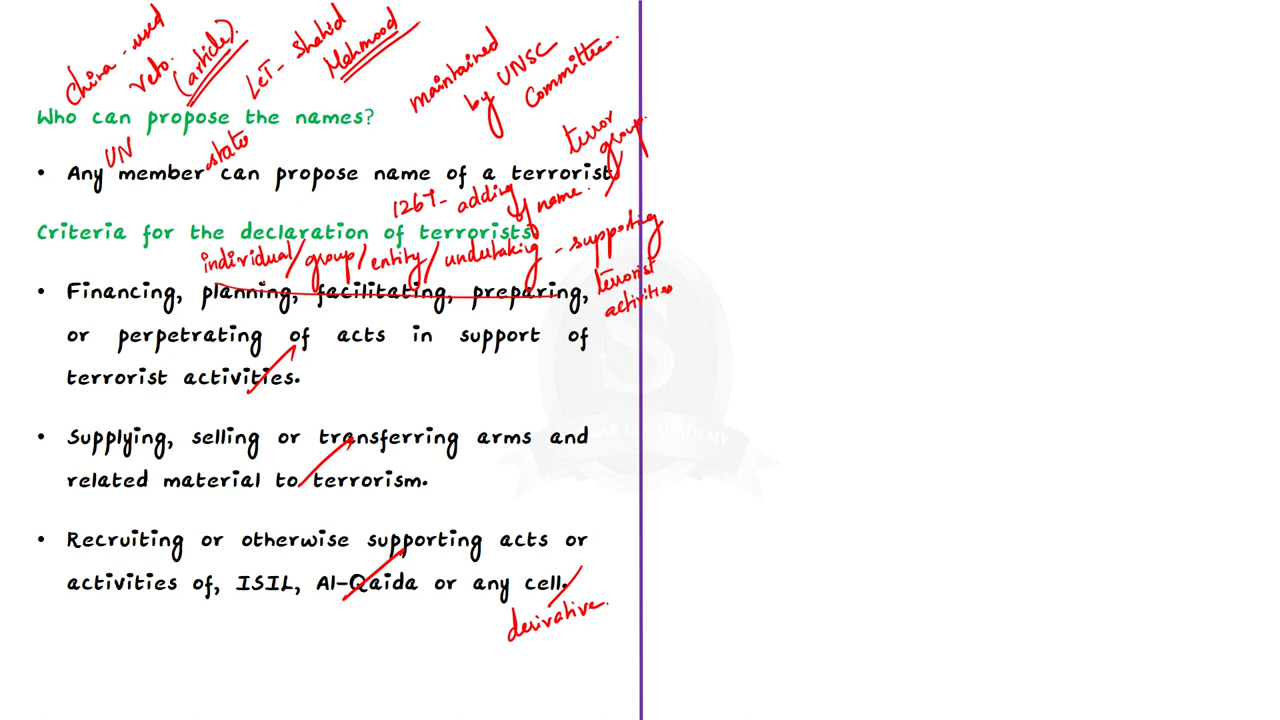 China - used
veto.
(article).
LeT - Shahid
Mehmood
maintained
by UNSC
Committee.
Who can propose the names?
UN
state
terror
group.
• Any member can propose name of a terrorist
1267 - adding
of name.
Criteria for the declaration of terrorists
individual/group/entity/undertaking - supporting
terrorist
activities
• Financing, planning, facilitating, preparing,
or perpetrating of acts in support of
terrorist activities.
• Supplying, selling or transferring arms and
related material to terrorism.
• Recruiting or otherwise supporting acts or
activities of, ISIL, Al-Qaida or any cell.
derivative.